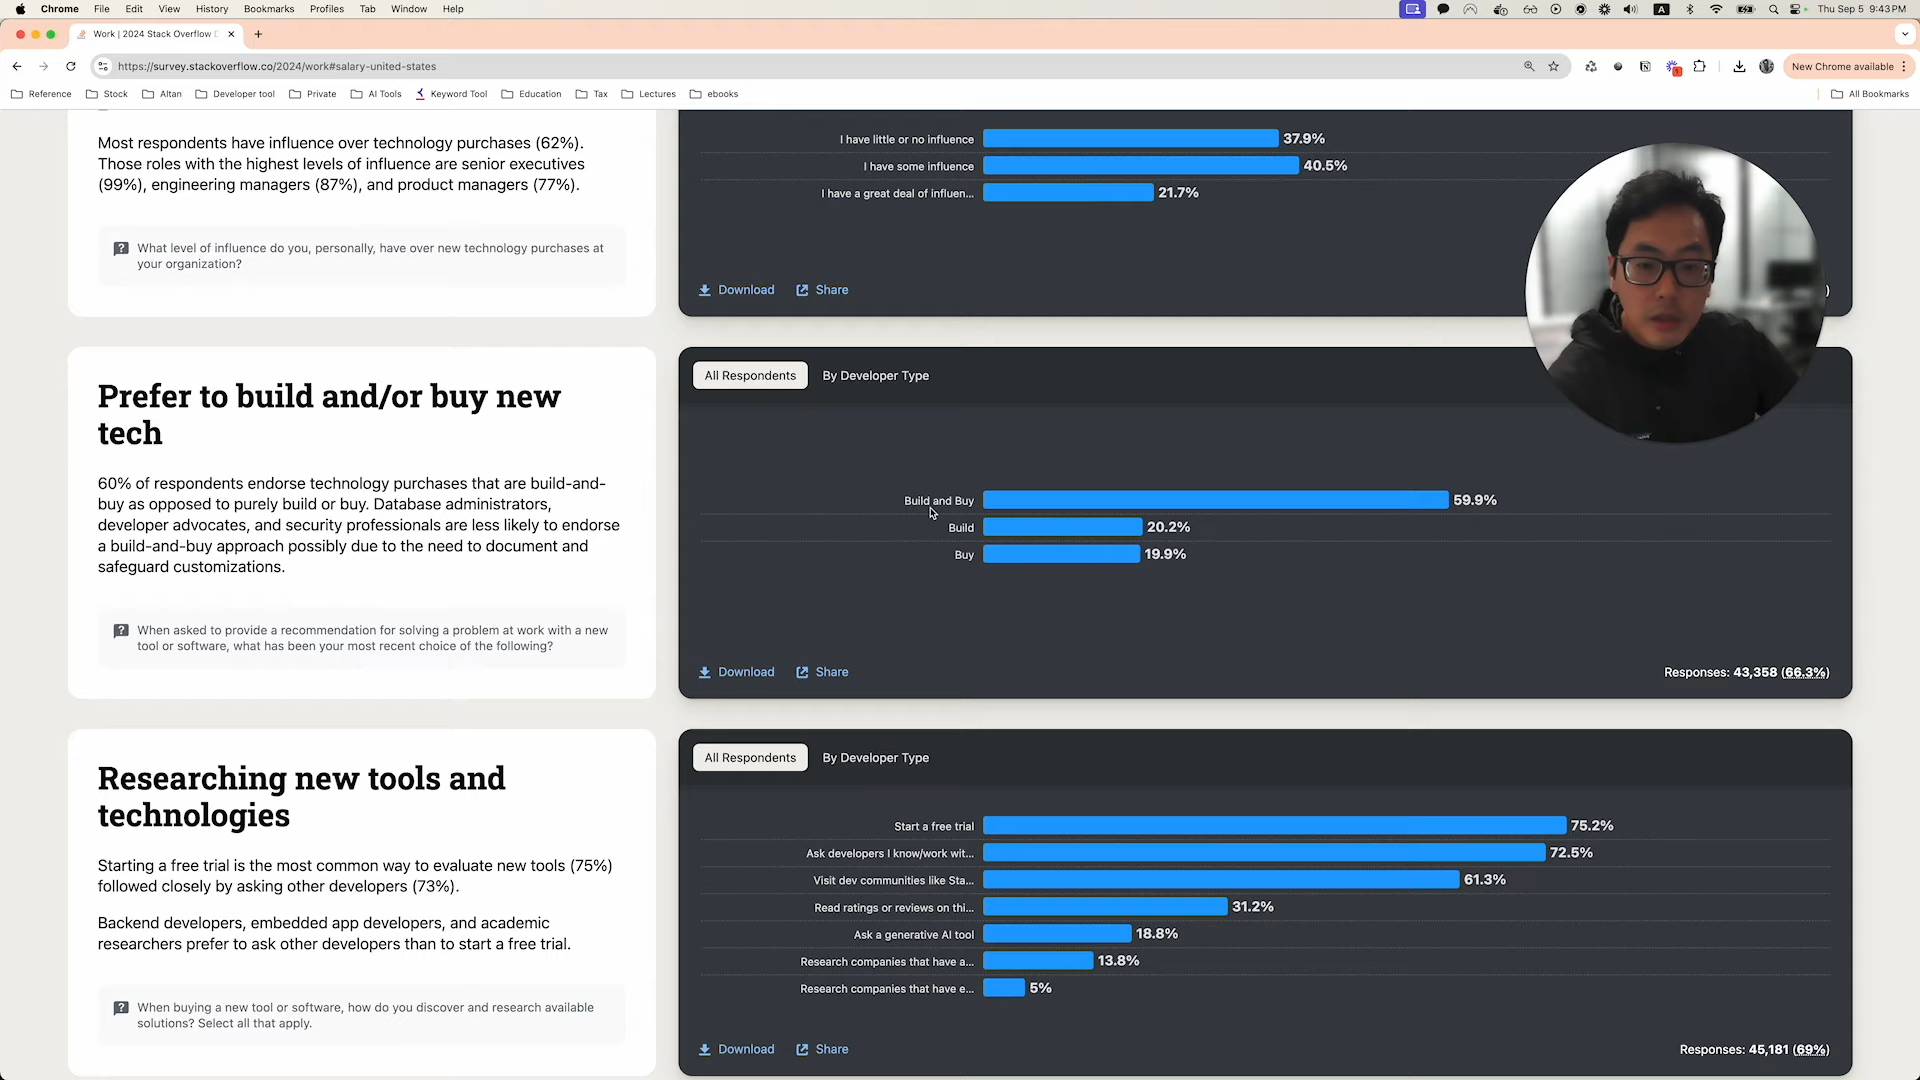 Chrome File Edit View History Bookmarks Profiles Tab Window Help
A
Thu Sep 5 9:43 PM
Work | 2024 Stack Overflow
https://survey.stackoverflow.co/2024/work#salary-united-states
1
New Chrome available
Reference Stock Altan Developer tool Private AI Tools Keyword Tool Education Tax Lectures ebooks
All Bookmarks
Most respondents have influence over technology purchases (62%).
Those roles with the highest levels of influence are senior executives
(99%), engineering managers (87%), and product managers (77%).
What level of influence do you, personally, have over new technology purchases at
your organization?
I have little or no influence 37.9%
I have some influence 40.5%
I have a great deal of influen... 21.7%
Download Share
)
Prefer to build and/or buy new
tech
60% of respondents endorse technology purchases that are build-and-
buy as opposed to purely build or buy. Database administrators,
developer advocates, and security professionals are less likely to endorse
a build-and-buy approach possibly due to the need to document and
safeguard customizations.
When asked to provide a recommendation for solving a problem at work with a new
tool or software, what has been your most recent choice of the following?
All Respondents By Developer Type
Build and Buy 59.9%
Build 20.2%
Buy 19.9%
Download Share
Responses: 43,358 (66.3%)
Researching new tools and
technologies
Starting a free trial is the most common way to evaluate new tools (75%)
followed closely by asking other developers (73%).
Backend developers, embedded app developers, and academic
researchers prefer to ask other developers than to start a free trial.
When buying a new tool or software, how do you discover and research available
solutions? Select all that apply.
All Respondents By Developer Type
Start a free trial 75.2%
Ask developers I know/work wit... 72.5%
Visit dev communities like Sta... 61.3%
Read ratings or reviews on thi... 31.2%
Ask a generative AI tool 18.8%
Research companies that have a... 13.8%
Research companies that have e... 5%
Download Share
Responses: 45,181 (69%)